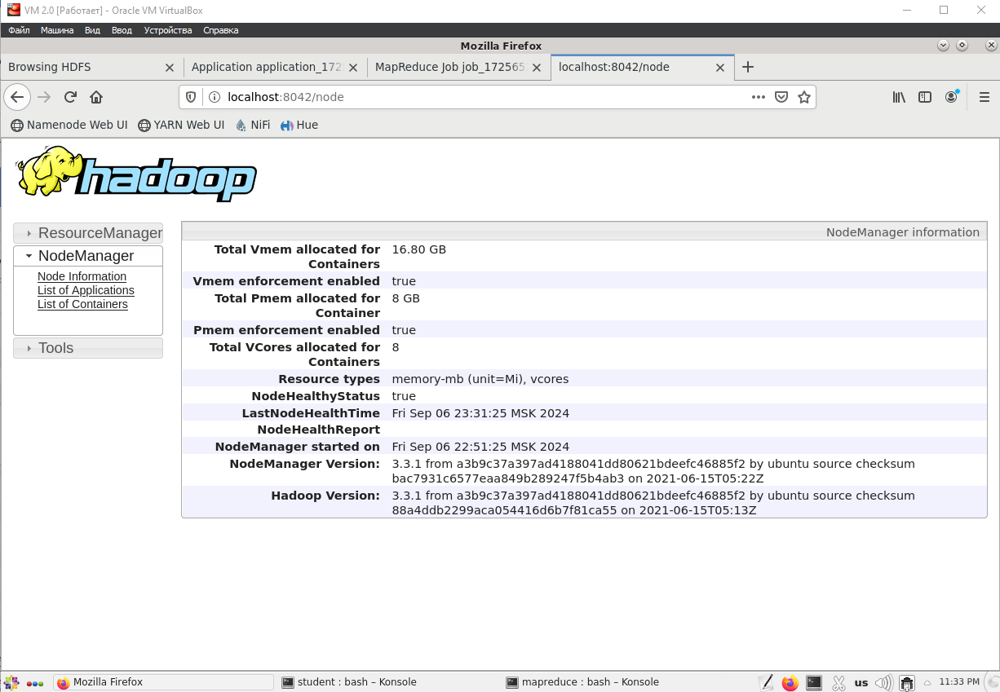 VM 2.0 [Работает] - Oracle VM VirtualBox
Файл Машина Вид Ввод Устройства Справка
Mozilla Firefox
Browsing HDFS Application application_172 MapReduce Job job_172565 localhost:8042/node
localhost:8042/node
Namenode Web UI YARN Web UI NiFi Hue
hadoop
ResourceManager
NodeManager
Node Information
List of Applications
List of Containers
Tools
NodeManager information
Total Vmem allocated for Containers 16.80 GB
Vmem enforcement enabled true
Total Pmem allocated for Container 8 GB
Pmem enforcement enabled true
Total VCores allocated for Containers 8
Resource types memory-mb (unit=Mi), vcores
NodeHealthyStatus true
LastNodeHealthTime Fri Sep 06 23:31:25 MSK 2024
NodeHealthReport
NodeManager started on Fri Sep 06 22:51:25 MSK 2024
NodeManager Version: 3.3.1 from a3b9c37a397ad4188041dd80621bdeefc46885f2 by ubuntu source checksum
bac7931c6577eaa849b289247f5b4ab3 on 2021-06-15T05:22Z
Hadoop Version: 3.3.1 from a3b9c37a397ad4188041dd80621bdeefc46885f2 by ubuntu source checksum
88a4ddb2299aca054416d6b7f81ca55 on 2021-06-15T05:13Z
Mozilla Firefox student : bash – Konsole mapreduce : bash – Konsole us 11:33 PM